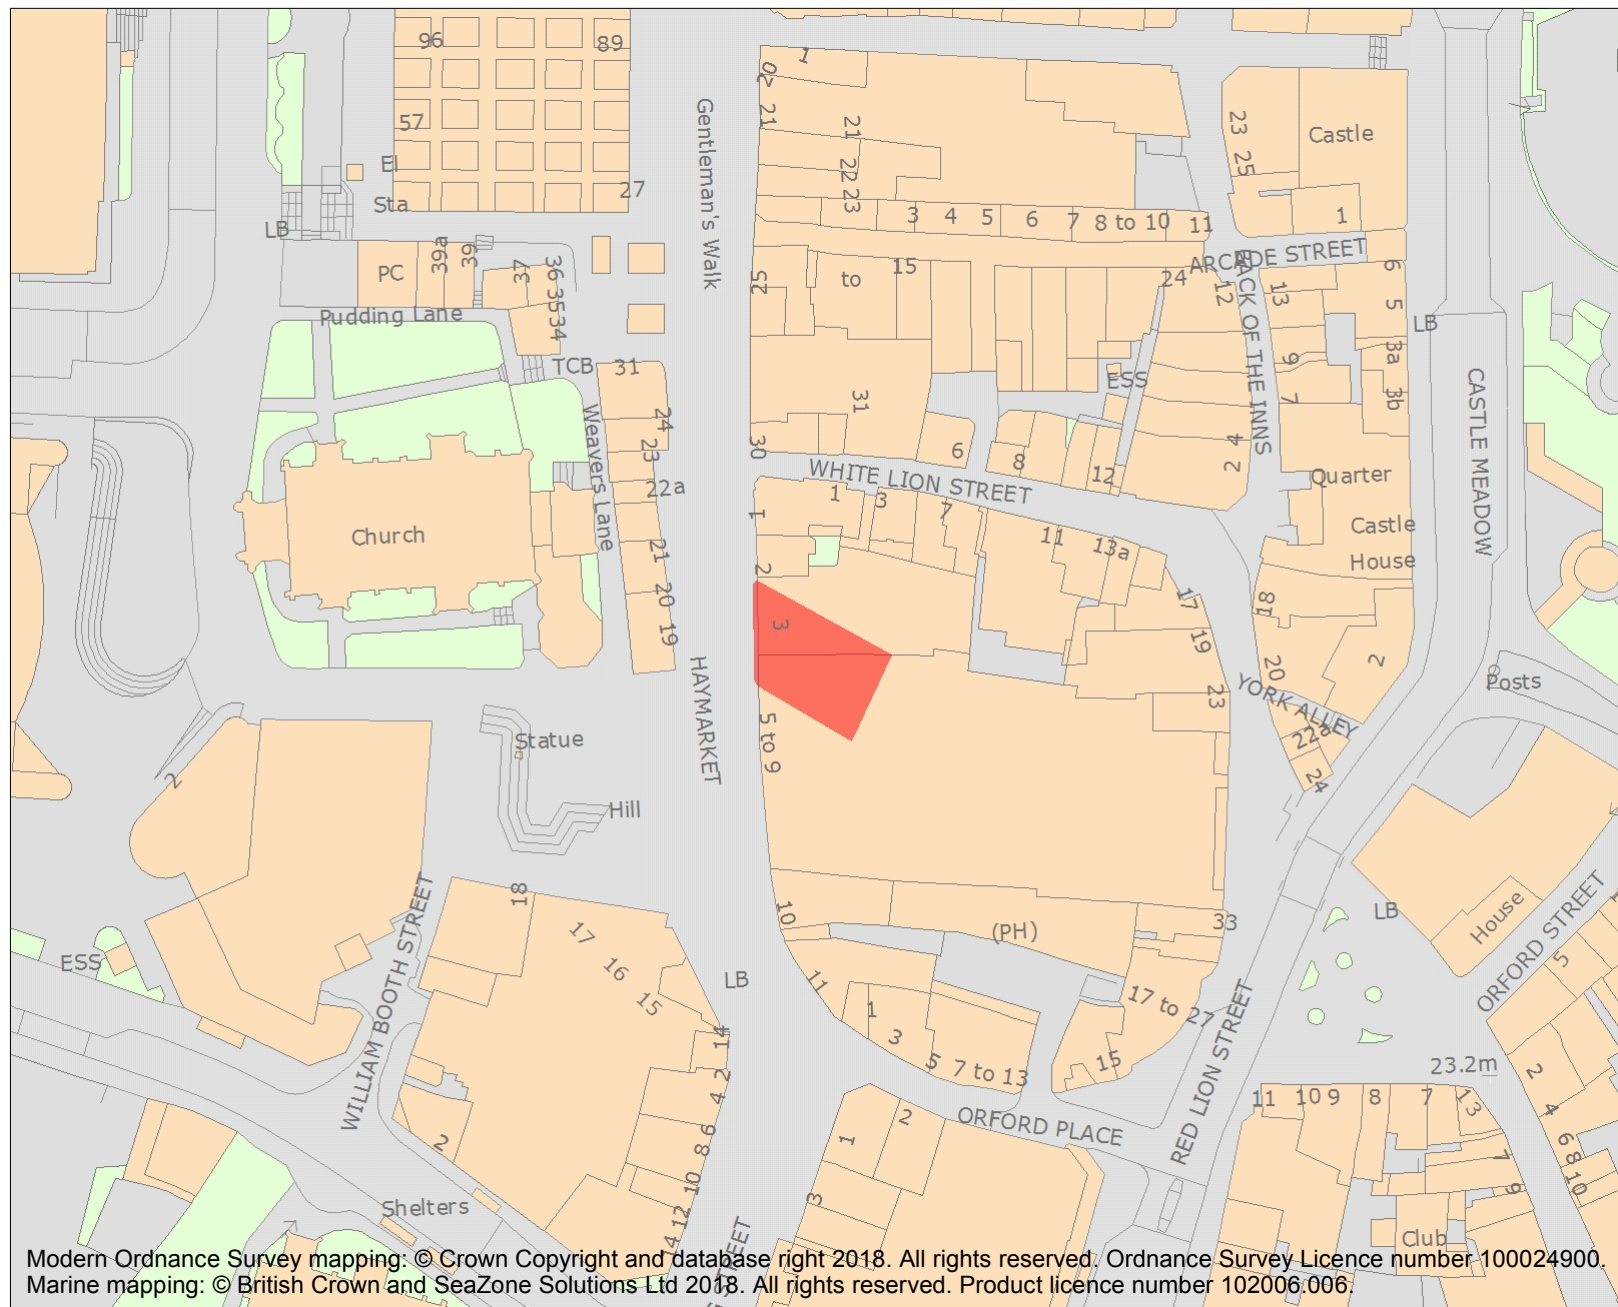 96
89
1
20
57
Gentleman's Walk
21
21
23
Castle
El
22
25
27
Sta
23
3
4
5
6
7
8 to 10
11
1
LB
39a
39
ARCADE STREET
PC
37
36
35
34
25
to
15
24
12
BACK OF THE INNS
13
6
5
Pudding Lane
LB
TCB
31
9
3a
ESS
CASTLE MEADOW
Weavers Lane
24
31
7
3b
23
30
6
8
12
4
2
WHITE LION STREET
Quarter
22a
1
1
3
7
Castle
Church
21
11
13a
House
2
20
17
18
19
3
19
HAYMARKET
20
2
23
YORK ALLEY
Posts
Statue
5 to 9
22a
2
24
Hill
WILLIAM BOOTH STREET
18
10
33
LB
House
ORFORD STREET
17
(PH)
16
ESS
15
LB
11
17 to 27
5
1
14
3
5
7 to 13
15
RED LION STREET
23.2m
2
2
4
11
10
9
8
7
13
4
2
ORFORD PLACE
6
8
1
2
6
8
10
7
9
10
3
Shelters
12
14
STREET
Club
Modern Ordnance Survey mapping: © Crown Copyright and database right 2018. All rights reserved. Ordnance Survey Licence number 100024900.
Marine mapping: © British Crown and SeaZone Solutions Ltd 2018. All rights reserved. Product licence number 102006.006.